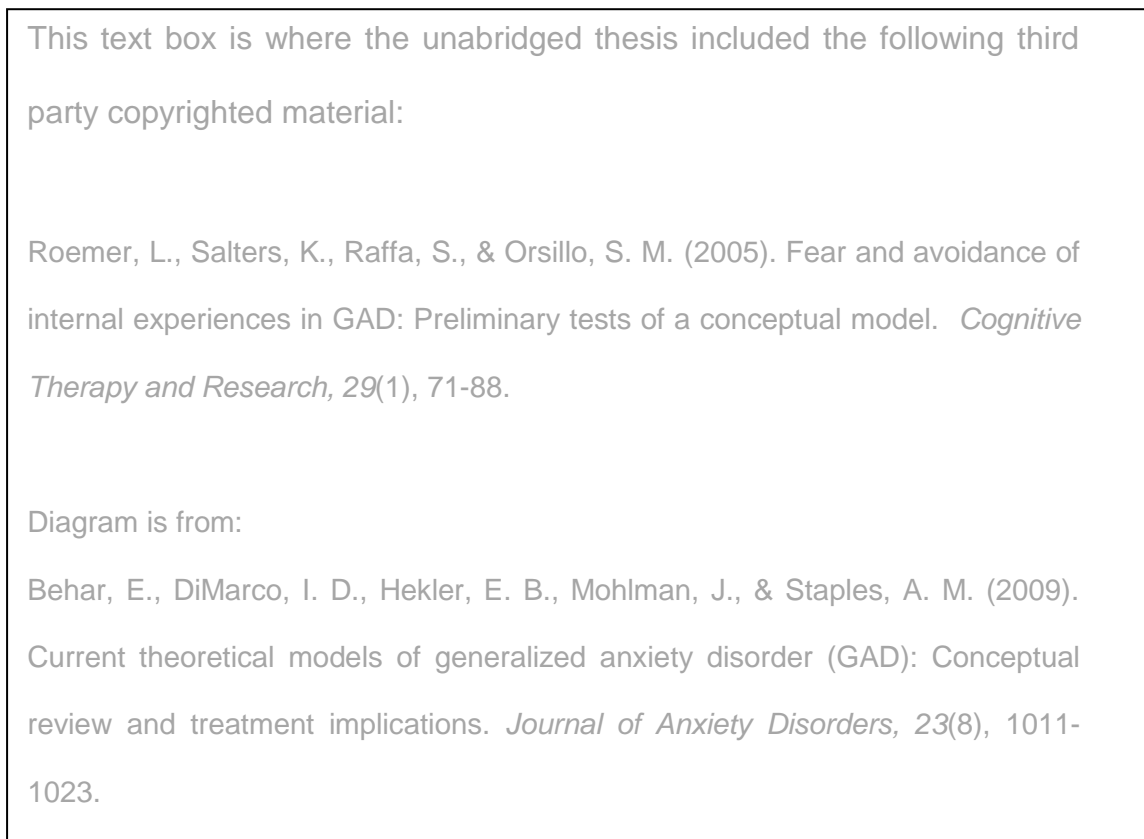 This text box is where the unabridged thesis included the following third
party copyrighted material:
Roemer, L., Salters, K., Raffa, S., & Orsillo, S. M. (2005). Fear and avoidance of
internal experiences in GAD: Preliminary tests of a conceptual model. Cognitive
Therapy and Research, 29(1), 71-88.
Diagram is from:
Behar, E., DiMarco, I. D., Hekler, E. B., Mohlman, J., & Staples, A. M. (2009).
Current theoretical models of generalized anxiety disorder (GAD): Conceptual
review and treatment implications. Journal of Anxiety Disorders, 23(8), 1011-
1023.